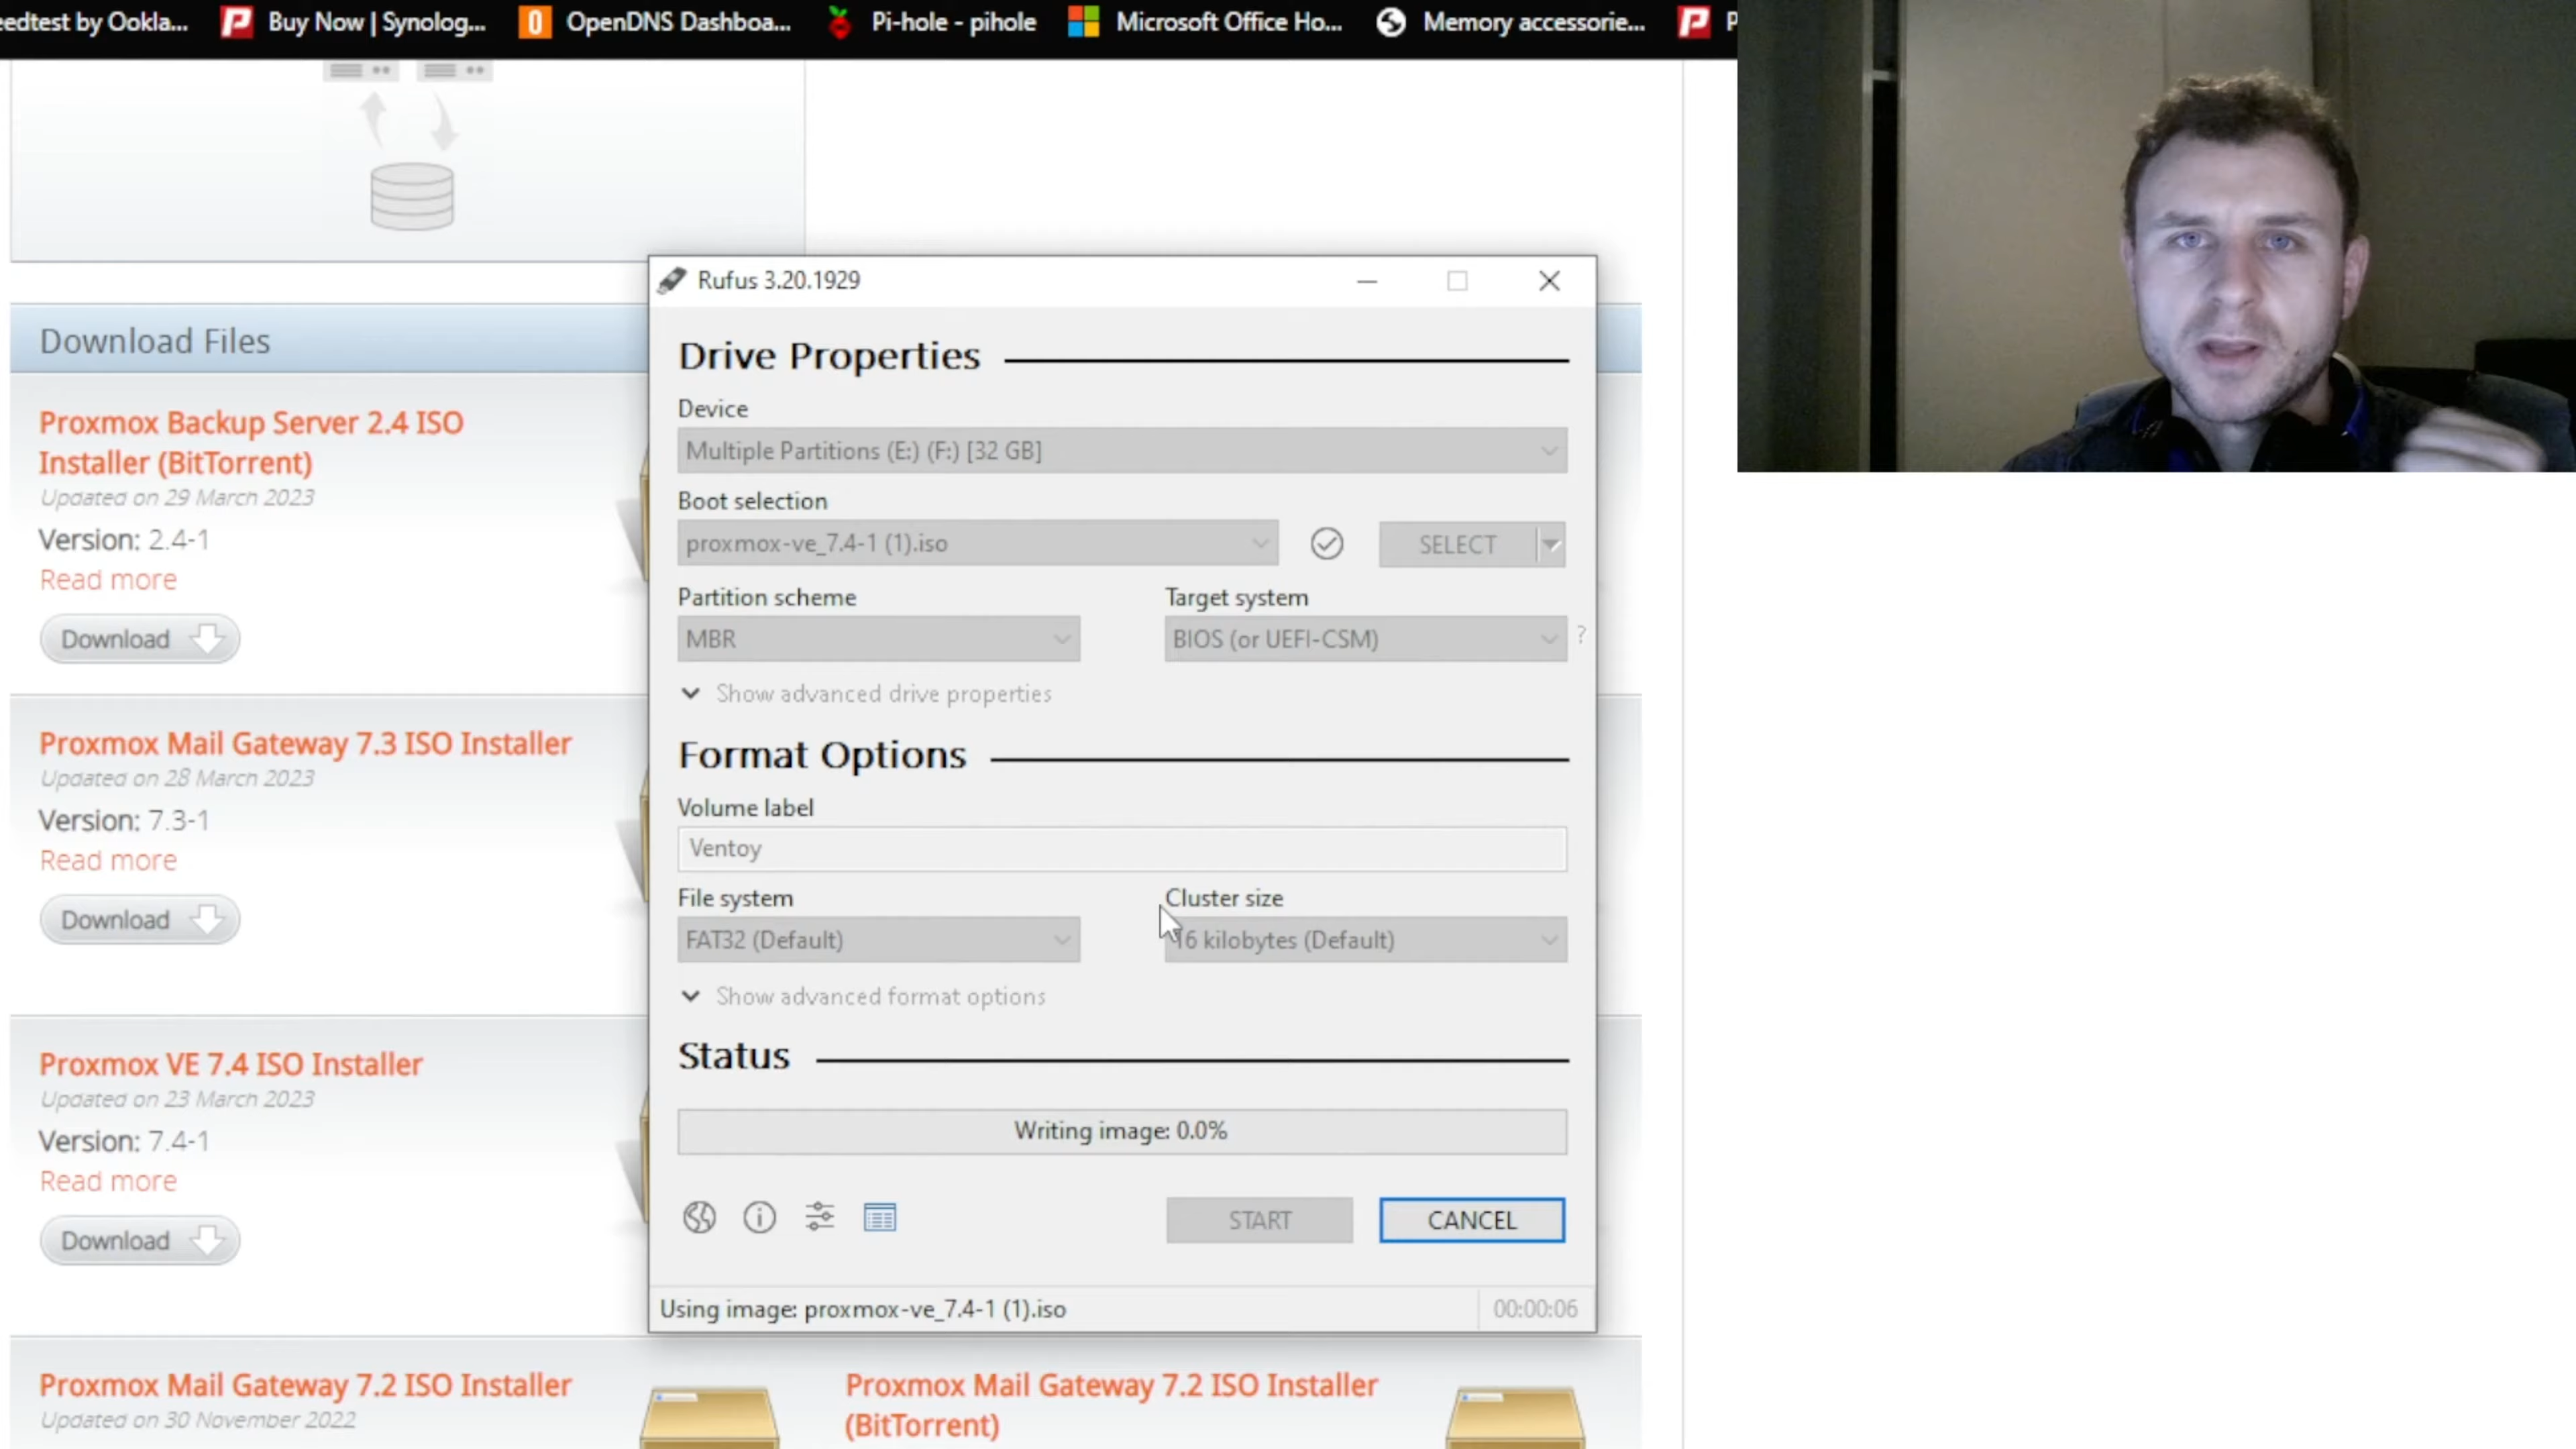 eedtest by Ookla... Buy Now | Synolog... OpenDNS Dashboa... Pi-hole - pihole Microsoft Office Ho... Memory accessorie... P
Download Files
Proxmox Backup Server 2.4 ISO
Installer (BitTorrent)
Updated on 29 March 2023
Version: 2.4-1
Read more
Download
Proxmox Mail Gateway 7.3 ISO Installer
Updated on 28 March 2023
Version: 7.3-1
Read more
Download
Proxmox VE 7.4 ISO Installer
Updated on 23 March 2023
Version: 7.4-1
Read more
Download
Proxmox Mail Gateway 7.2 ISO Installer
Updated on 30 November 2022
Proxmox Mail Gateway 7.2 ISO Installer
(BitTorrent)
Rufus 3.20.1929
Drive Properties
Device
Multiple Partitions (E:) (F:) [32 GB]
Boot selection
proxmox-ve_7.4-1 (1).iso SELECT
Partition scheme Target system
MBR BIOS (or UEFI-CSM) ?
Show advanced drive properties
Format Options
Volume label
Ventoy
File system Cluster size
FAT32 (Default) 16 kilobytes (Default)
Show advanced format options
Status
Writing image: 0.0%
START CANCEL
Using image: proxmox-ve_7.4-1 (1).iso 00:00:06